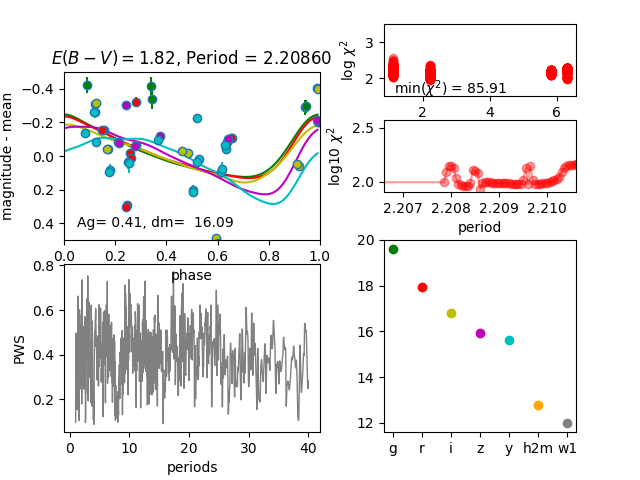 E(B − V) = 1.82, Period = 2.20860
magnitude - mean
−0.4
−0.2
0.0
0.2
0.4
Ag= 0.41, dm=  16.09
0.0 0.2 0.4 0.6 0.8 1.0
phase
log χ²
3
2
min(χ²) = 85.91
2 4 6
log10 χ²
2.5
2.0
2.207 2.208 2.209 2.210
period
PWS
0.8
0.6
0.4
0.2
0 10 20 30 40
periods
20
18
16
14
12
g r i z y h2m w1